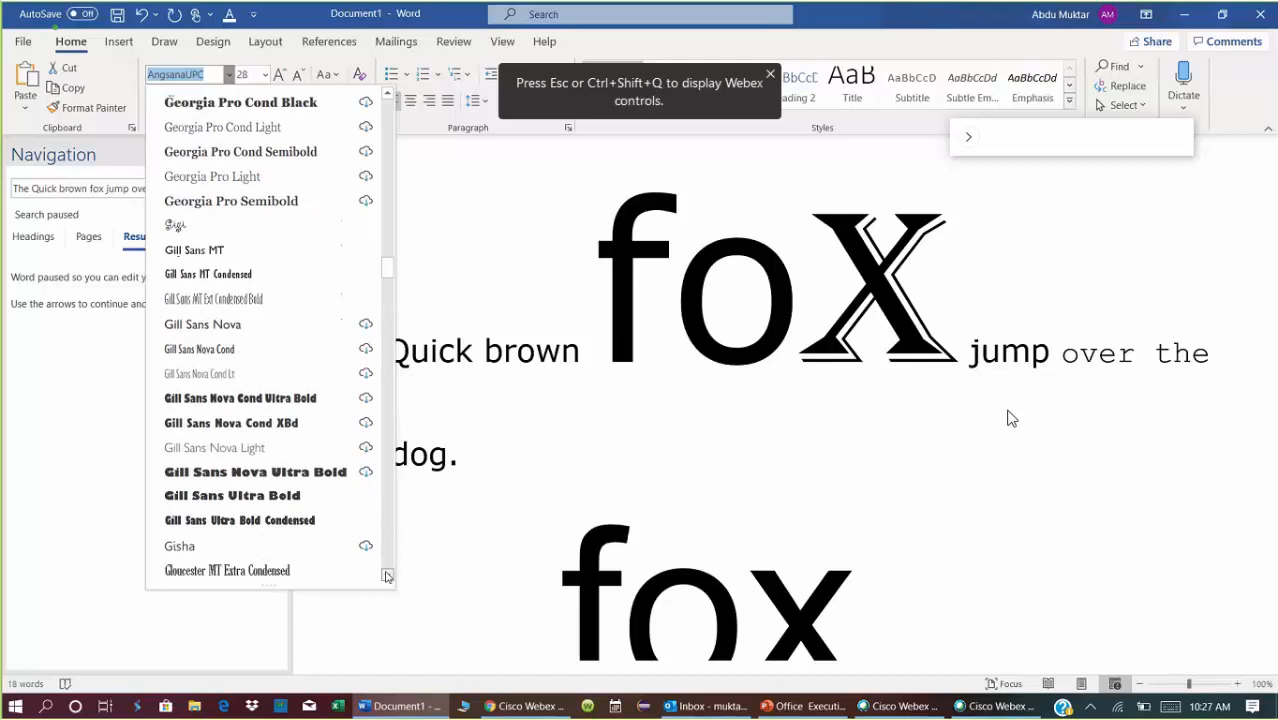 AutoSave Off Document1 - Word Search Abdu Muktar AM
File Home Insert Draw Design Layout References Mailings Review View Help Share Comments
Paste Cut Copy Format Painter Clipboard
AngsanaUPC 28 Aa
Paragraph
Heading 2 AaB Title AaBbCcD Subtitle AaBbCcDd Subtle Em... AaBbCcDd Emphasis
Styles
Find Replace Select Editing Dictate Voice
Press Esc or Ctrl+Shift+Q to display Webex
controls.
Navigation
The Quick brown fox jump ove
Search paused
Headings Pages Resu
Word paused so you can edit y
Use the arrows to continue and
Georgia Pro Cond Black
Georgia Pro Cond Light
Georgia Pro Cond Semibold
Georgia Pro Light
Georgia Pro Semibold
Gigi
Gill Sans MT
Gill Sans MT Condensed
Gill Sans MT Ext Condensed Bold
Gill Sans Nova
Gill Sans Nova Cond
Gill Sans Nova Cond Lt
Gill Sans Nova Cond Ultra Bold
Gill Sans Nova Cond XBd
Gill Sans Nova Light
Gill Sans Nova Ultra Bold
Gill Sans Ultra Bold
Gill Sans Ultra Bold Condensed
Gisha
Gloucester MT Extra Condensed
Quick brown fox jump over the
dog.
fox
18 words Focus 100%
Document1 - ... Cisco Webex ... Inbox - mukta... Office Executi... Cisco Webex ... Cisco Webex ... 10:27 AM